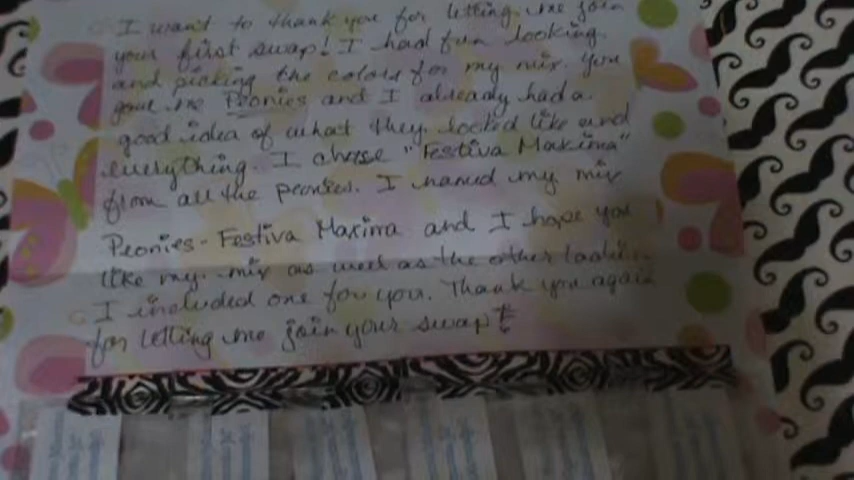 I want to thank you for letting me join
your first swap! I had fun looking
and picking the colors for my mix. You
gave me Peonies and I already had a
good idea of what they looked like and
everything. I chose "Festiva Maxima"
from all the peonies. I named my mix
Peonies - Festiva Maxima and I hope you
like my mix as well as the other ladies.
I included one for you. Thank you again
for letting me join your swap!